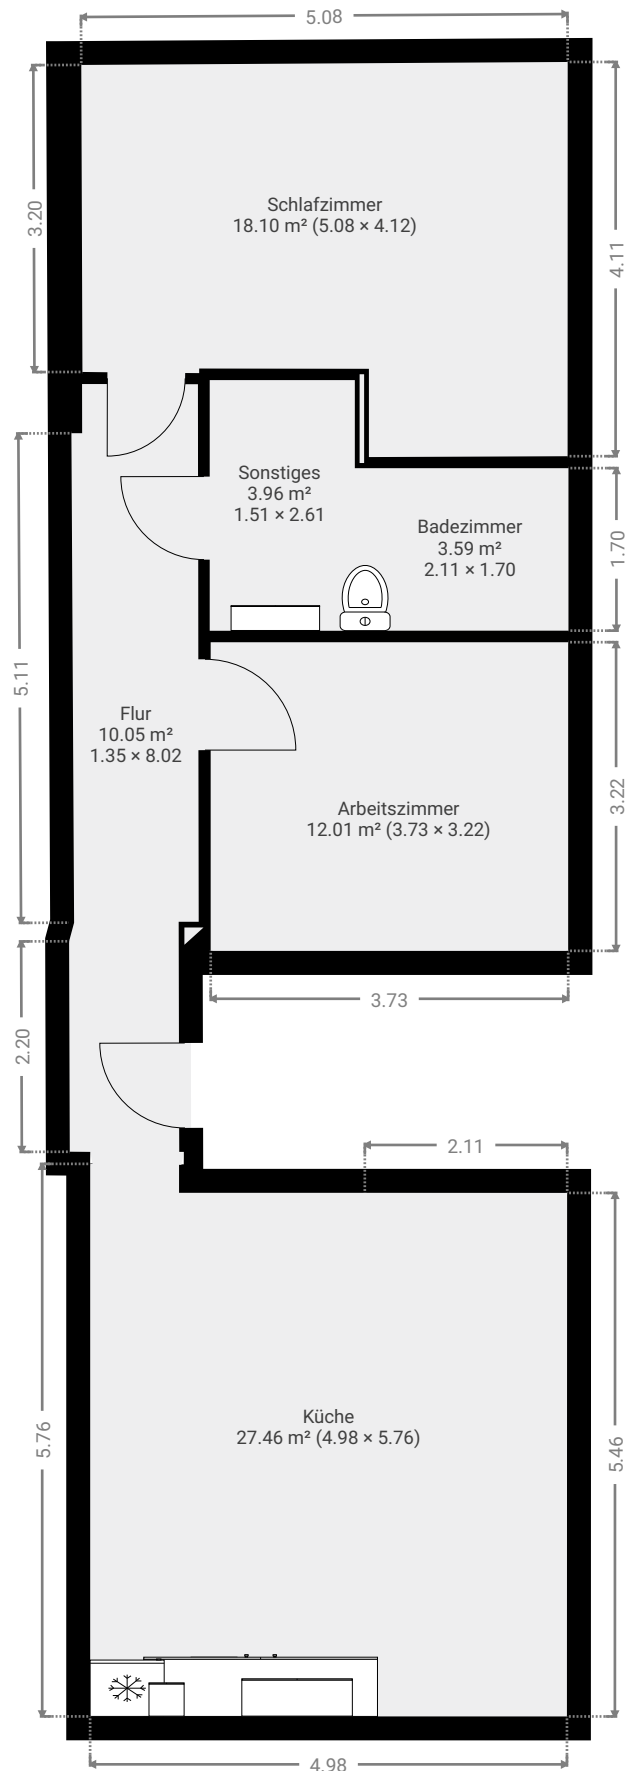 5.08
3.20
4.11
Schlafzimmer
18.10 m² (5.08 × 4.12)
Sonstiges
3.96 m²
1.51 × 2.61
Badezimmer
3.59 m²
2.11 × 1.70
1.70
5.11
Flur
10.05 m²
1.35 × 8.02
Arbeitszimmer
12.01 m² (3.73 × 3.22)
3.22
3.73
2.20
2.11
Küche
27.46 m² (4.98 × 5.76)
5.76
5.46
4.98